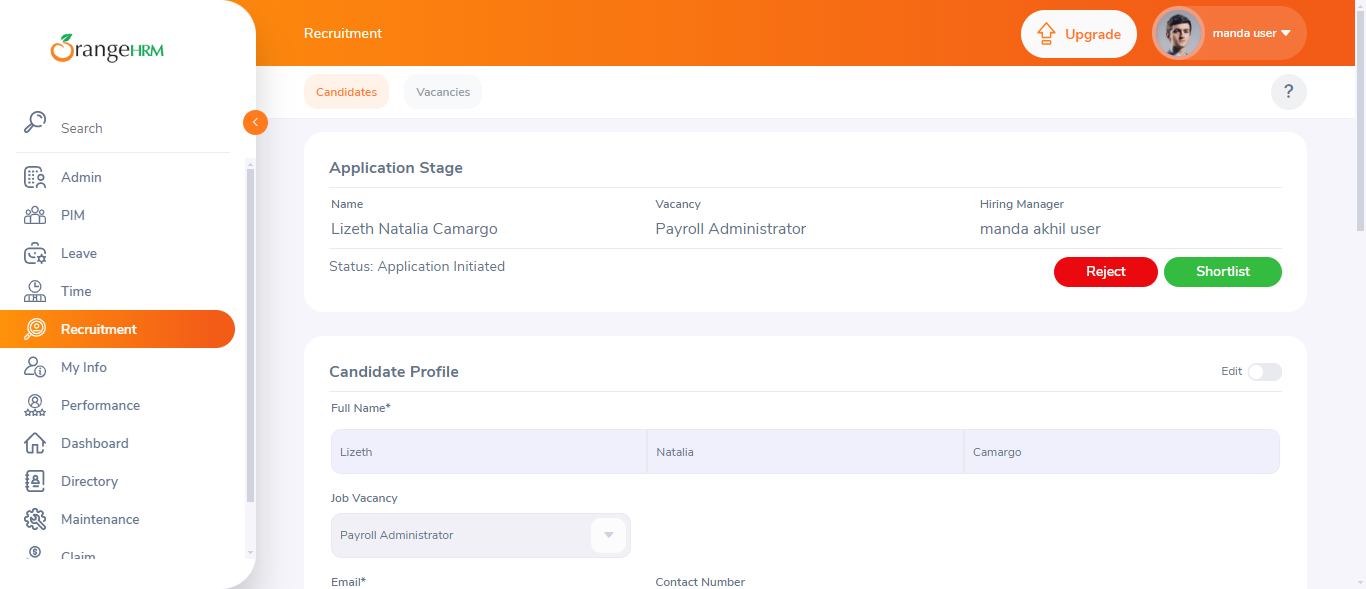 OrangeHRM
Recruitment
Upgrade
manda user
Search
Candidates
Vacancies
?
Admin
PIM
Leave
Time
Recruitment
My Info
Performance
Dashboard
Directory
Maintenance
Claim
Application Stage
Name
Vacancy
Hiring Manager
Lizeth Natalia Camargo
Payroll Administrator
manda akhil user
Status: Application Initiated
Reject
Shortlist
Candidate Profile
Edit
Full Name*
Lizeth
Natalia
Camargo
Job Vacancy
Payroll Administrator
Email*
Contact Number